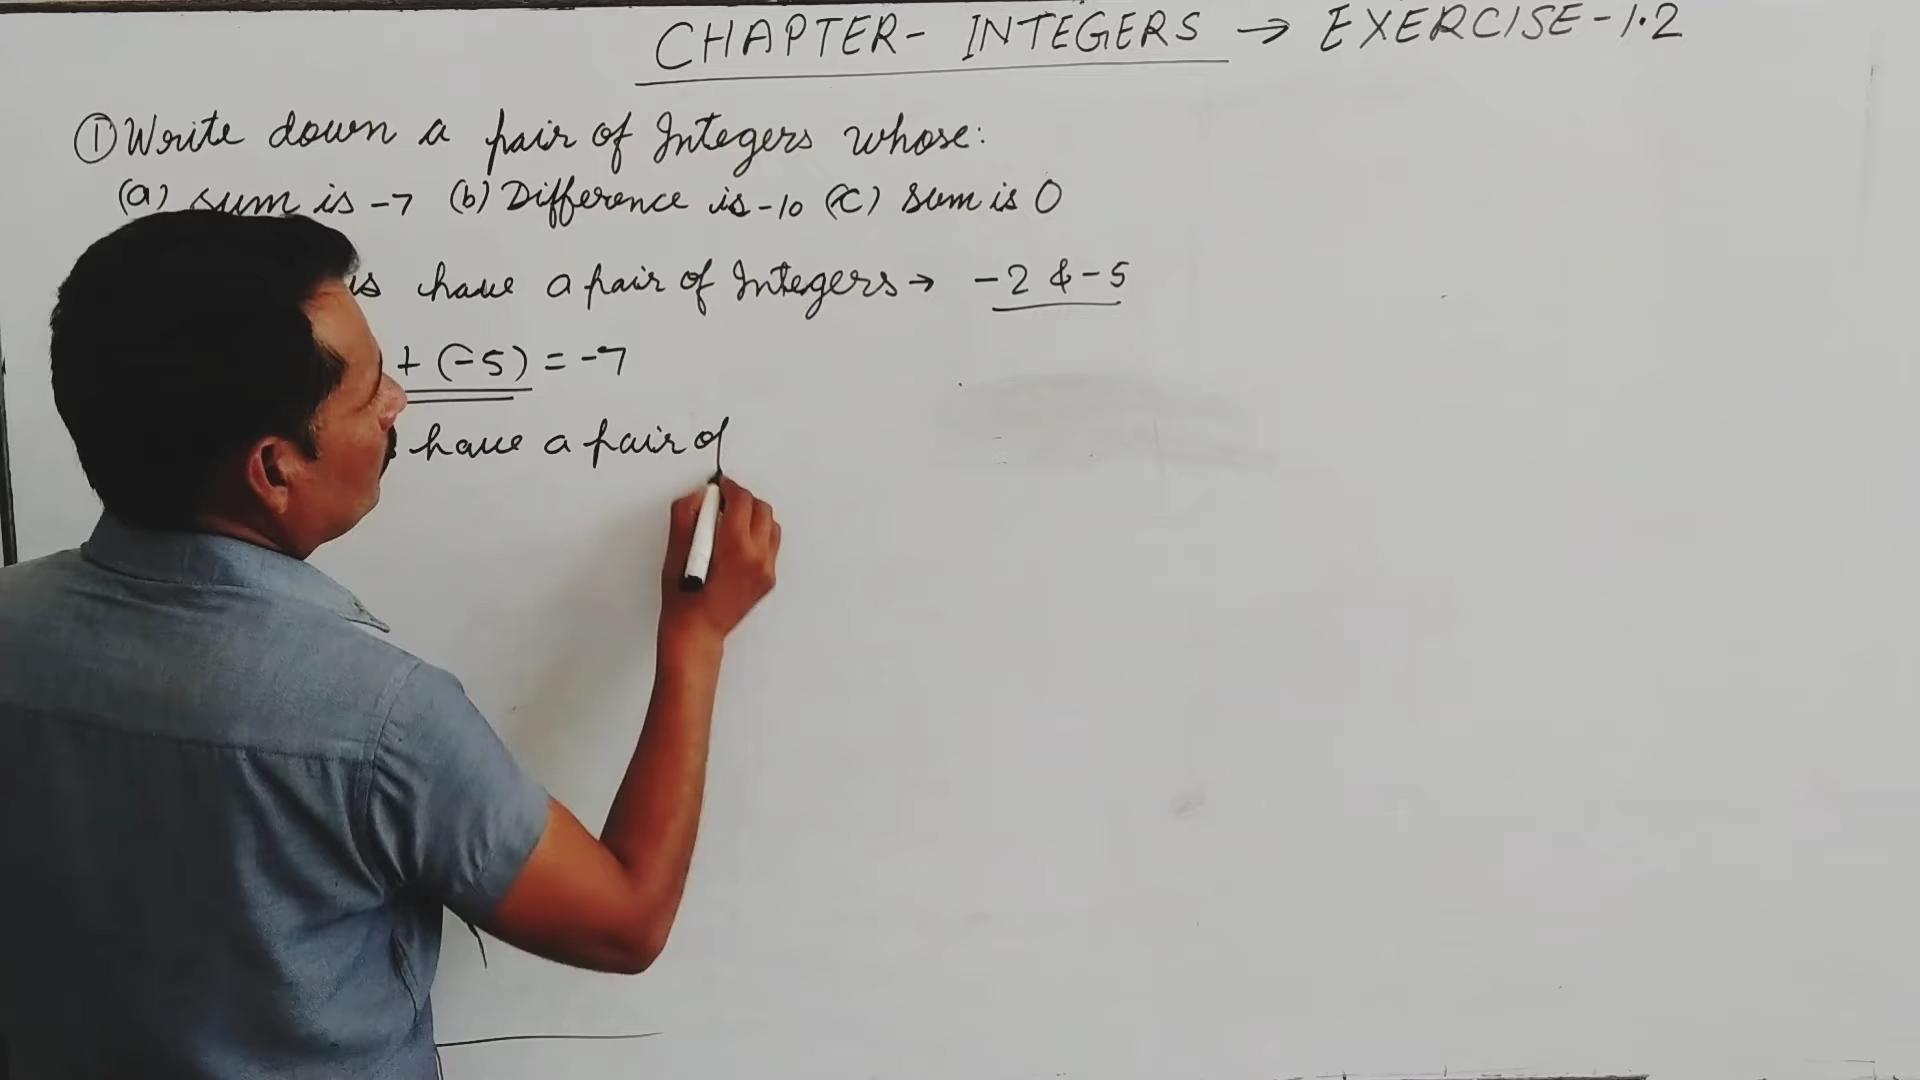 CHAPTER- INTEGERS → EXERCISE-1.2
① Write down a pair of Integers whose:
(a) sum is -7 (b) Difference is -10 (c) sum is 0
have a pair of Integers → -2 & -5
+ (-5) = -7
have a pair of